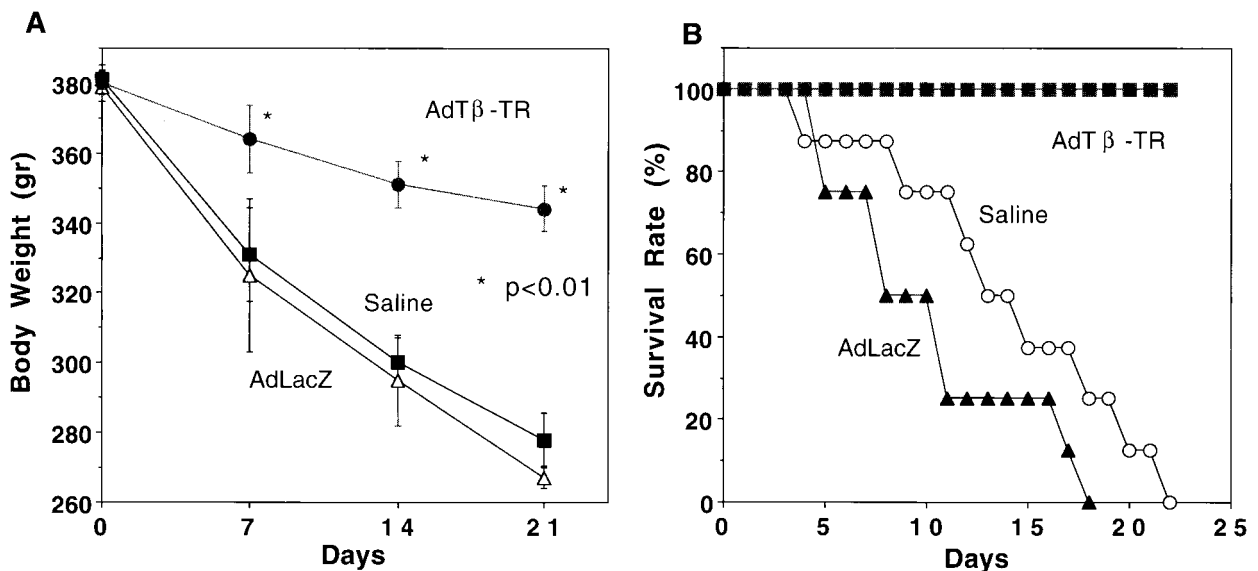 A
Body Weight (gr)
380
360
340
320
300
280
260
0
7
14
21
Days
AdTβ-TR
*
*
*
* p<0.01
Saline
AdLacZ
B
Survival Rate (%)
100
80
60
40
20
0
0
5
10
15
20
25
Days
AdTβ-TR
Saline
AdLacZ